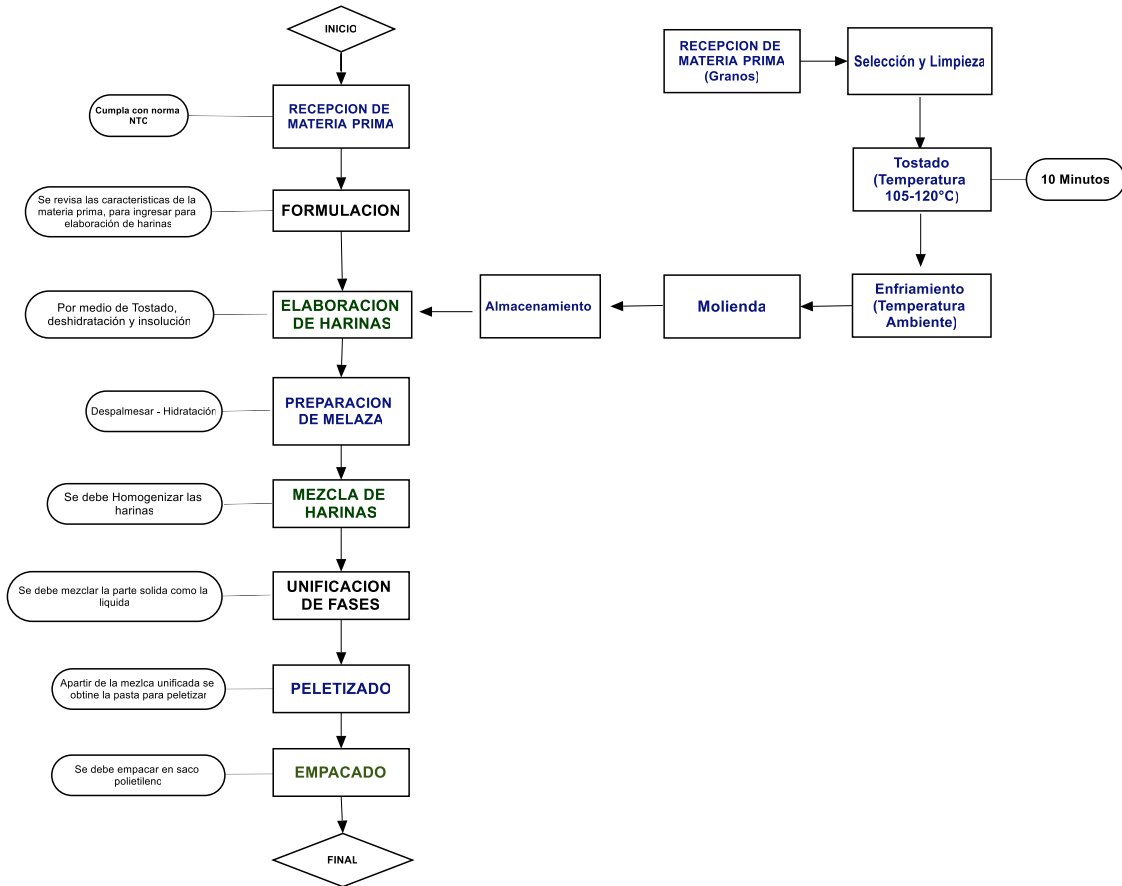 INICIO
RECEPCION DE
MATERIA PRIMA
Cumpla con norma
NTC
FORMULACION
Se revisa las caracteristicas de la
materia prima, para ingresar para
elaboración de harinas
ELABORACION
DE HARINAS
Por medio de Tostado,
deshidratación y insolución
PREPARACION
DE MELAZA
Despalmesar - Hidratación
MEZCLA DE
HARINAS
Se debe Homogenizar las
harinas
UNIFICACION
DE FASES
Se debe mezclar la parte solida como la
liquida
PELETIZADO
Apartir de la mezlca unificada se
obtine la pasta para peletizar
EMPACADO
Se debe empacar en saco
polietileno
FINAL
RECEPCION DE
MATERIA PRIMA
(Granos)
Selección y Limpieza
Tostado
(Temperatura
105-120°C)
10 Minutos
Enfriamiento
(Temperatura
Ambiente)
Molienda
Almacenamiento